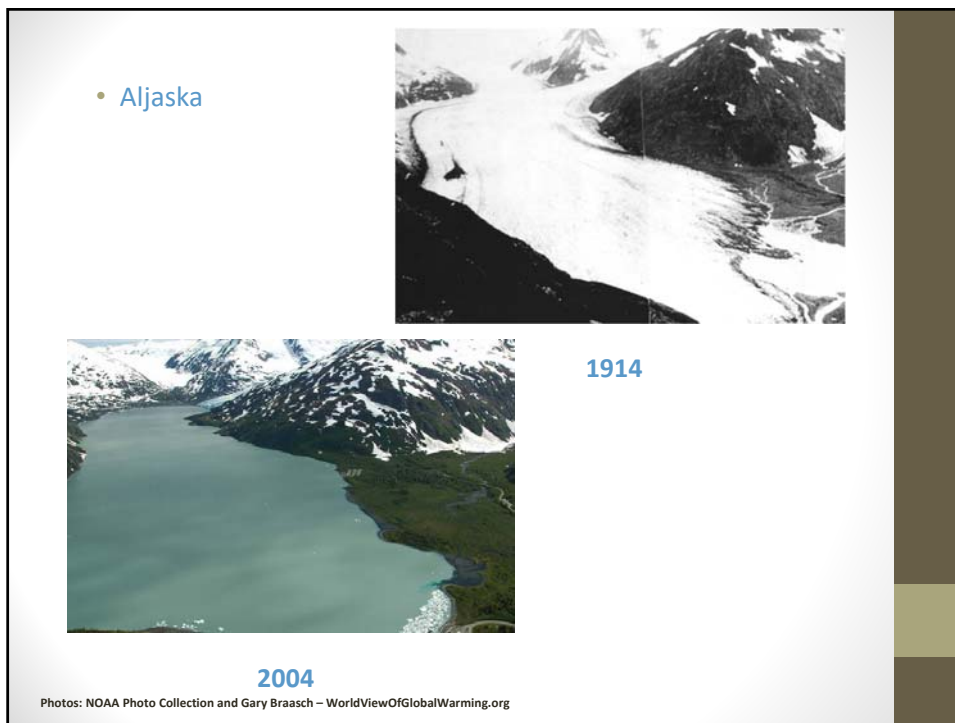 • Aljaska
1914
2004
Photos: NOAA Photo Collection and Gary Braasch – WorldViewOfGlobalWarming.org